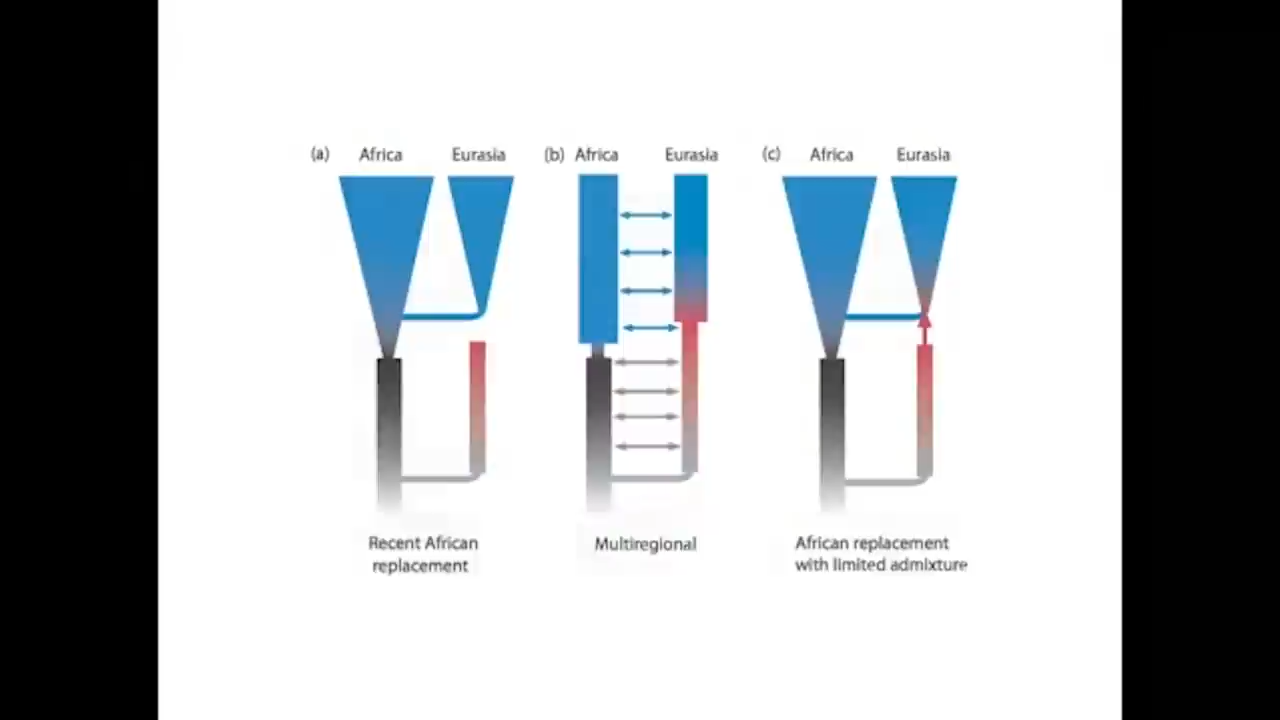 (a) Africa Eurasia (b) Africa Eurasia (c) Africa Eurasia
Recent African
replacement
Multiregional
African replacement
with limited admixture